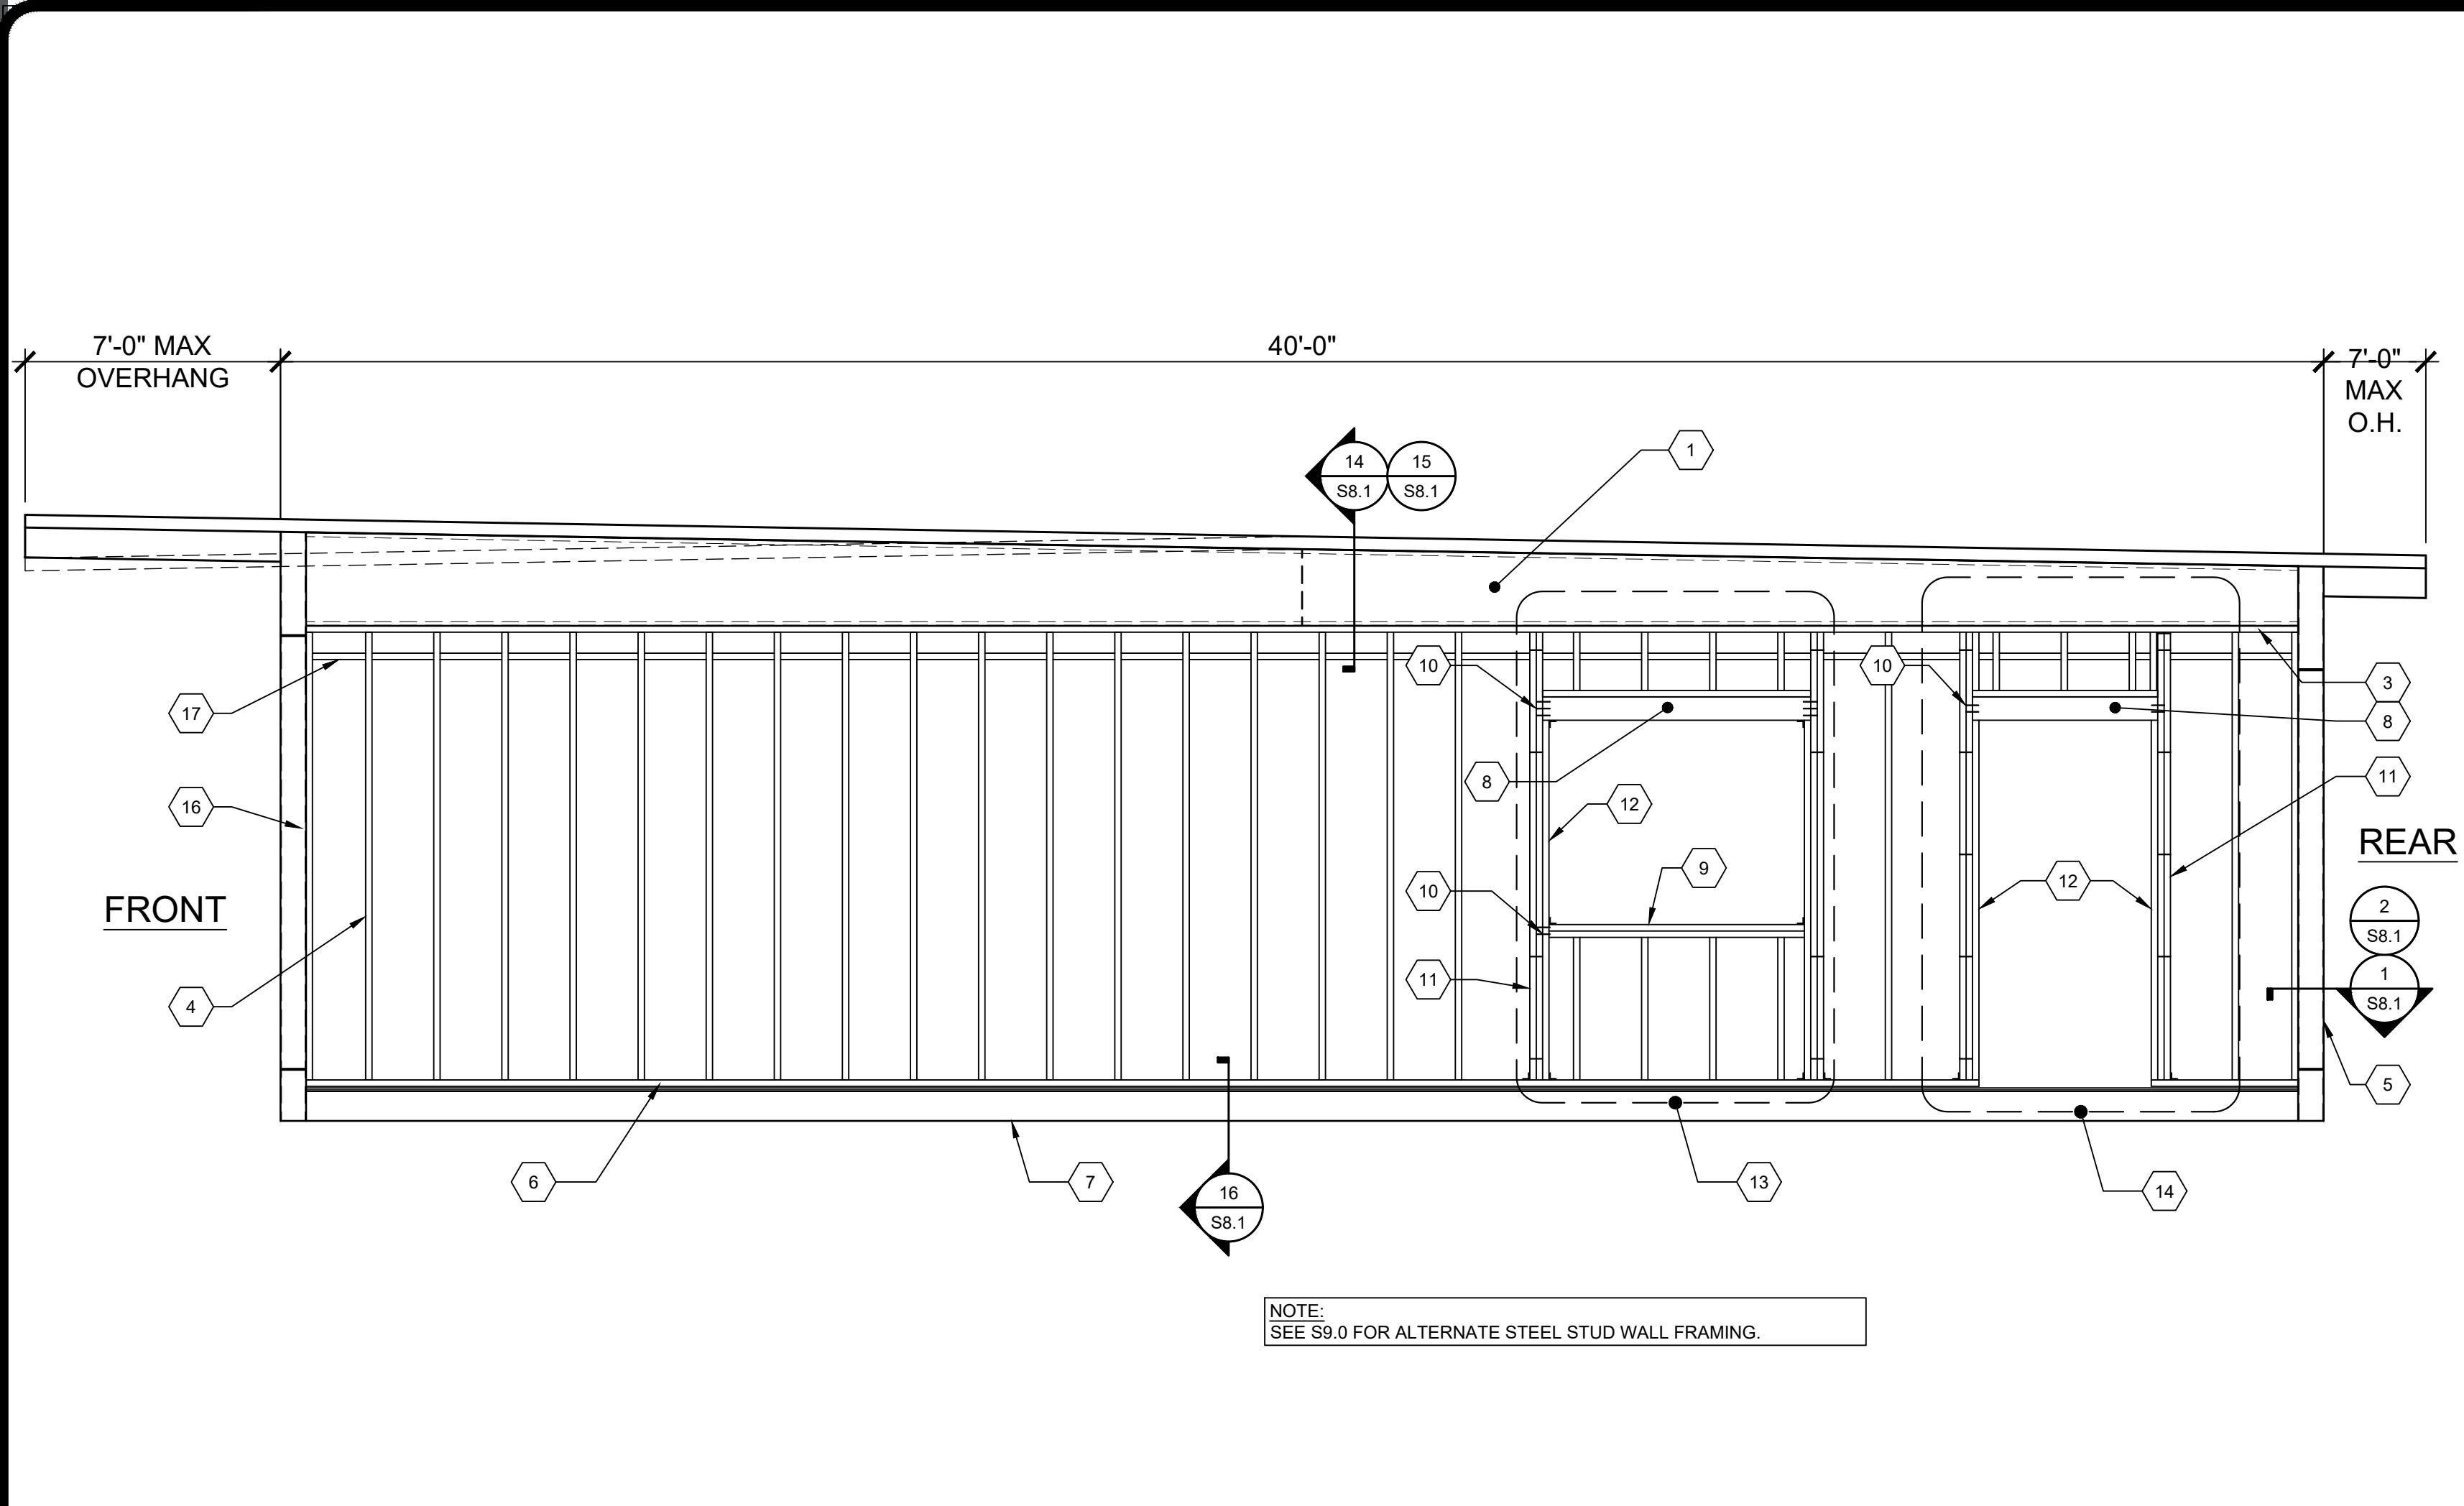 7'-0" MAX
OVERHANG
40'-0"
7'-0"
MAX
O.H.
14
S8.1
15
S8.1
1
10
10
3
17
8
8
11
16
12
REAR
9
12
10
FRONT
2
S8.1
11
1
S8.1
4
5
6
7
13
14
16
S8.1
NOTE:
SEE S9.0 FOR ALTERNATE STEEL STUD WALL FRAMING.